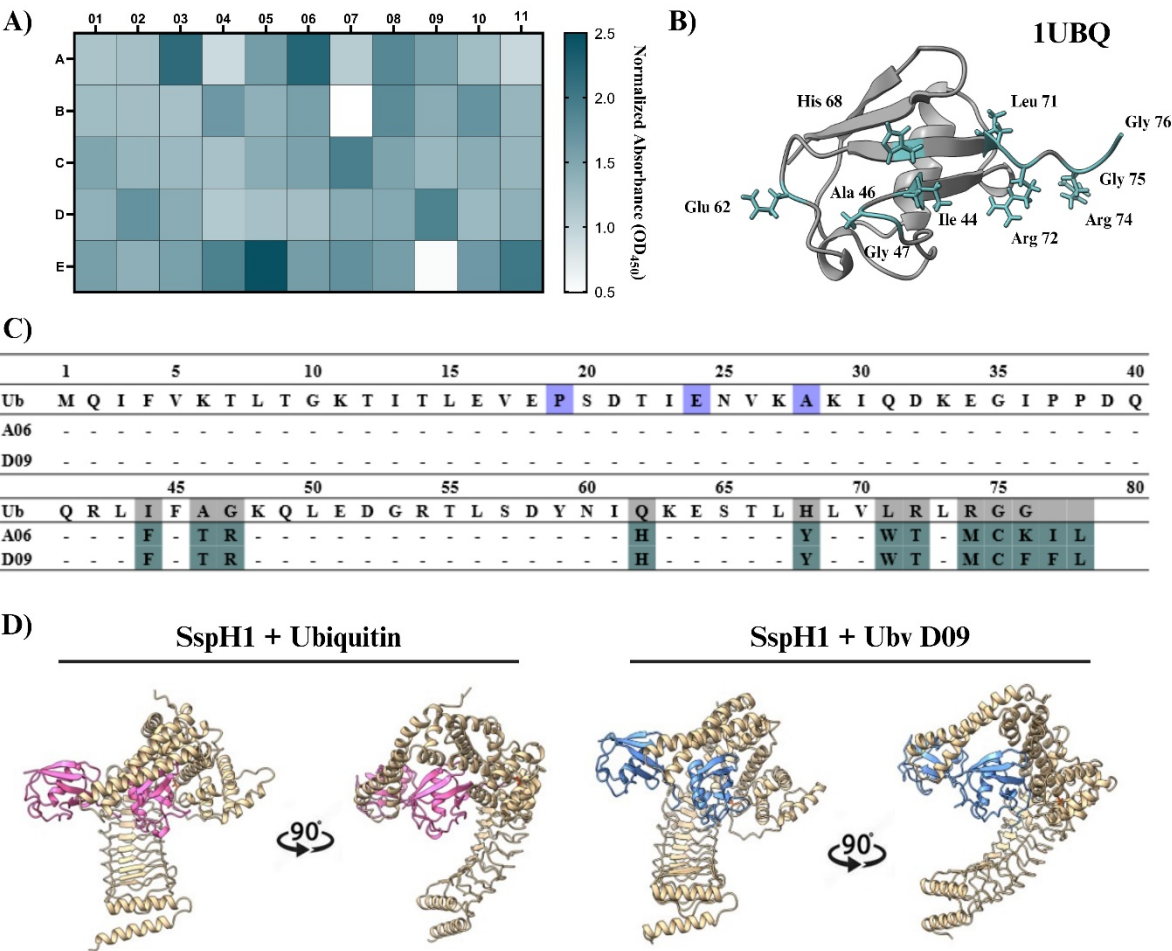 A)
01 02 03 04 05 06 07 08 09 10 11
A
B
C
D
E
2.5
2.0
1.5
1.0
0.5
Normalized Absorbance (OD450)
B)
1UBQ
His 68
Leu 71
Gly 76
Gly 75
Ala 46
Glu 62
Ile 44
Arg 74
Arg 72
Gly 47
C)
1 5 10 15 20 25 30 35 40
Ub M Q I F V K T L T G K T I T L E V E P S D T I E N V K A K I Q D K E G I P P D Q
A06 - - - - - - - - - - - - - - - - - - - - - - - - - - - - - - - - - - - - - - - -
D09 - - - - - - - - - - - - - - - - - - - - - - - - - - - - - - - - - - - - - - - -
45 50 55 60 65 70 75 80
Ub Q R L I F A G K Q L E D G R T L S D Y N I Q K E S T L H L V L R L R G G
A06 - - - F - T R - - - - - - - - - - - - - - H - - - - - Y - - W T - M C K I L
D09 - - - F - T R - - - - - - - - - - - - - - H - - - - - Y - - W T - M C F F L
D)
SspH1 + Ubiquitin
SspH1 + Ubv D09
90°
90°